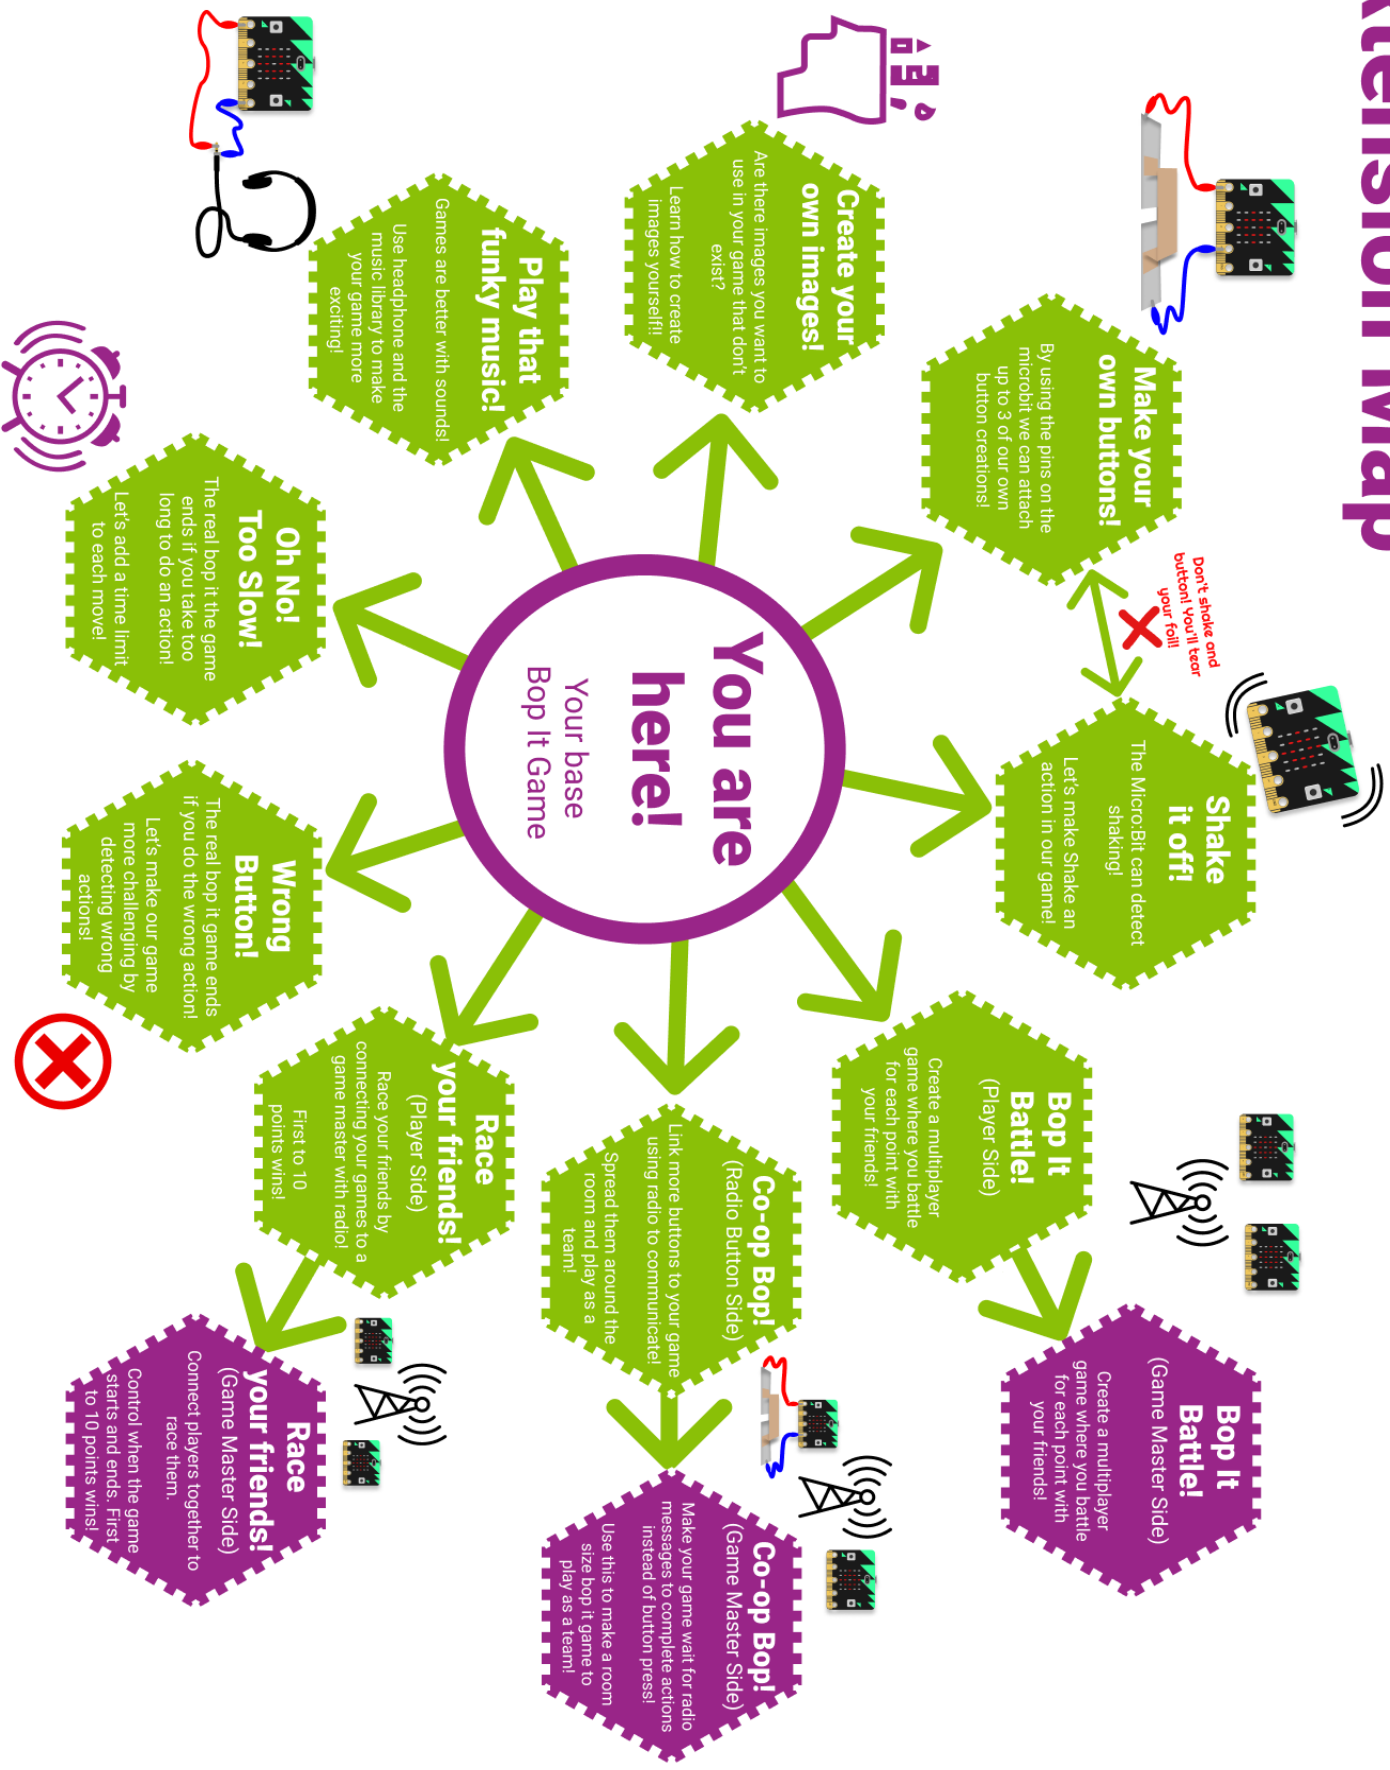 xtension Map
Make your
own buttons!
By using the pins on the
microbit we can attach
up to 3 of our own
button creations!
Don't shake and
button! You'll tear
your foil!
Shake
it off!
The Micro:Bit can detect
shaking!
Let's make Shake an
action in our game!
Create your
own images!
Are there images you want to
use in your game that don't
exist?
Learn how to create
images yourself!!
Play that
funky music!
Games are better with sounds!
Use headphone and the
music library to make
your game more
exciting!
Oh No!
Too Slow!
The real bop it the game
ends if you take too
long to do an action!
Let's add a time limit
to each move!
You are
here!
Your base
Bop It Game
Wrong
Button!
The real bop it game ends
if you do the wrong action!
Let's make our game
more challenging by
detecting wrong
actions!
Bop It
Battle!
(Player Side)
Create a multiplayer
game where you battle
for each point with
your friends!
Bop It
Battle!
(Game Master Side)
Create a multiplayer
game where you battle
for each point with
your friends!
Co-op Bop!
(Radio Button Side)
Link more buttons to your game
using radio to communicate!
Spread them around the
room and play as a
team!
Co-op Bop!
(Game Master Side)
Make your game wait for radio
messages to complete actions
instead of button press!
Use this to make a room
size bop it game to
play as a team!
Race
your friends!
(Player Side)
Race your friends by
connecting your games to a
game master with radio!
First to 10
points wins!
Race
your friends!
(Game Master Side)
Connect players together to
race them.
Control when the game
starts and ends. First
to 10 points wins!